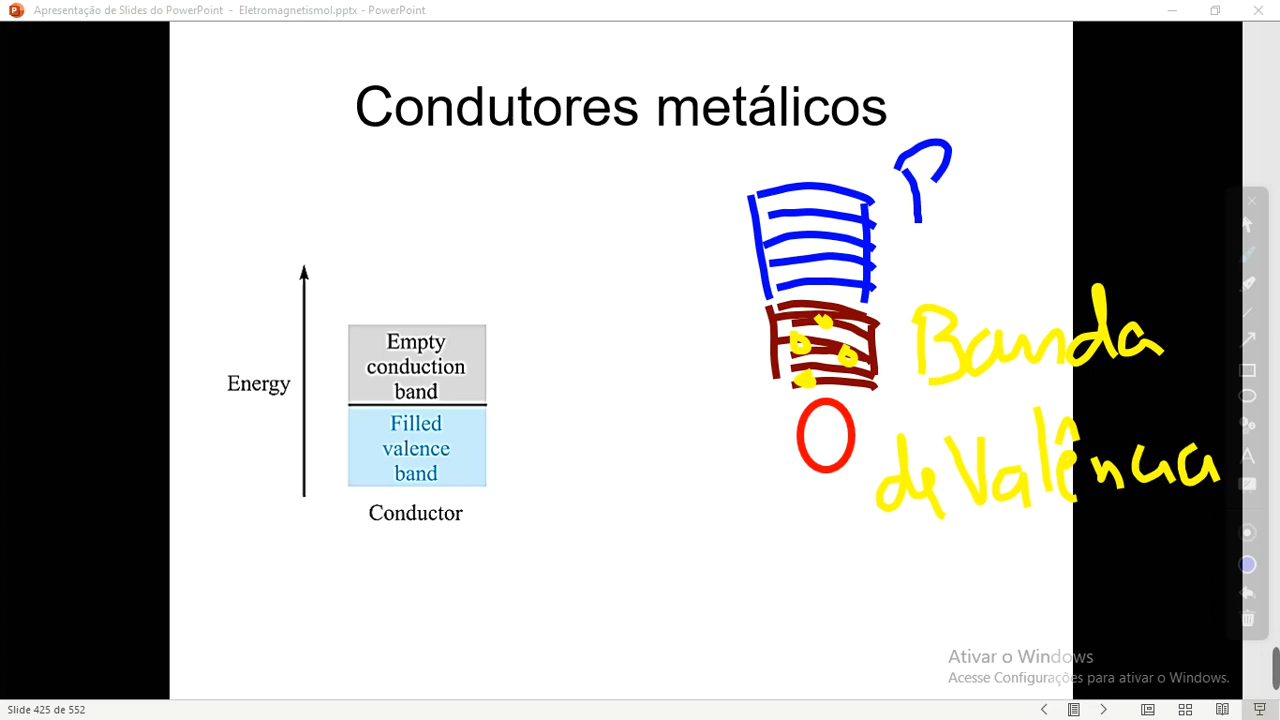 Apresentação de Slides do PowerPoint - Eletromagnetismol.pptx - PowerPoint
Condutores metálicos
P
Energy
Empty
conduction
band
Filled
valence
band
Conductor
Banda
de Valência
Ativar o Windows
Acesse Configurações para ativar o Windows.
Slide 425 de 552